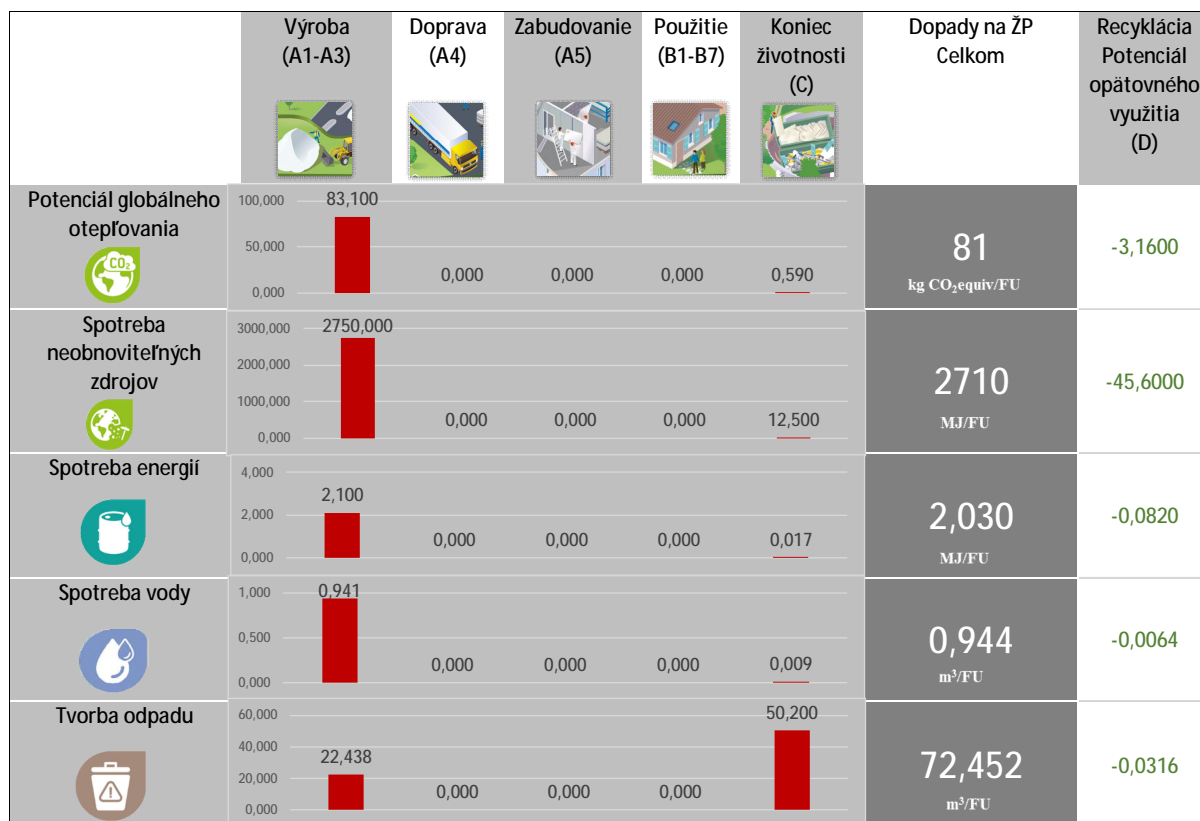 Výroba
(A1-A3)
Doprava
(A4)
Zabudovanie
(A5)
Použitie
(B1-B7)
Koniec
životnosti
(C)
Dopady na ŽP
Celkom
Recyklácia
Potenciál
opätovného
využitia
(D)
Potenciál globálneho
otepľovania
CO₂
100,000
50,000
0,000
83,100
0,000
0,000
0,000
0,590
81
kg CO₂equiv/FU
-3,1600
Spotreba
neobnoviteľných
zdrojov
3000,000
2000,000
1000,000
0,000
2750,000
0,000
0,000
0,000
12,500
2710
MJ/FU
-45,6000
Spotreba energií
4,000
2,000
0,000
2,100
0,000
0,000
0,000
0,017
2,030
MJ/FU
-0,0820
Spotreba vody
1,000
0,500
0,000
0,941
0,000
0,000
0,000
0,009
0,944
m³/FU
-0,0064
Tvorba odpadu
60,000
40,000
20,000
0,000
22,438
0,000
0,000
0,000
50,200
72,452
m³/FU
-0,0316